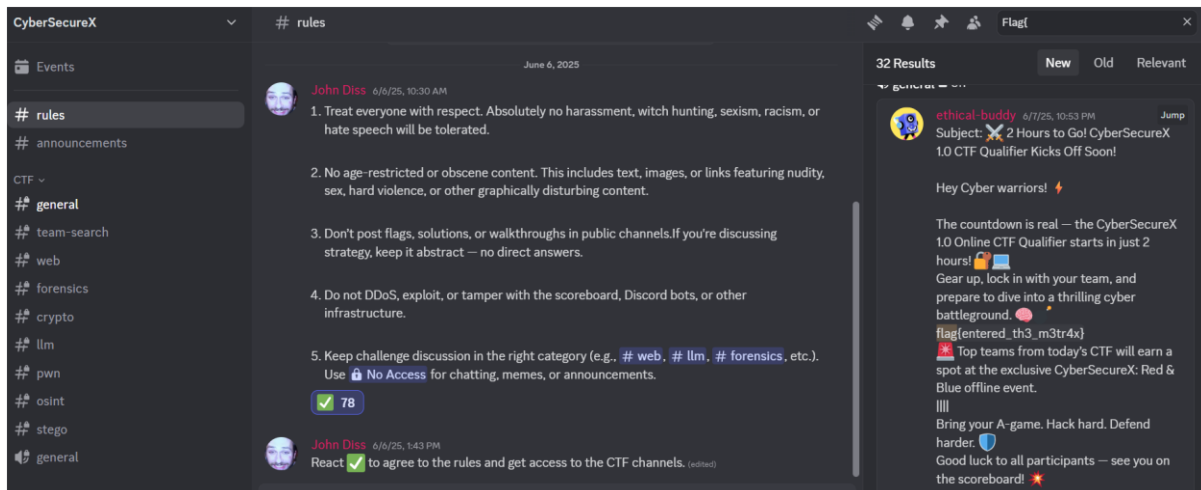 CyberSecureX
Events
# rules
# announcements
CTF
general
team-search
web
forensics
crypto
llm
pwn
osint
stego
general
# rules
June 6, 2025
John Diss 6/6/25, 10:30 AM
1. Treat everyone with respect. Absolutely no harassment, witch hunting, sexism, racism, or
hate speech will be tolerated.
2. No age-restricted or obscene content. This includes text, images, or links featuring nudity,
sex, hard violence, or other graphically disturbing content.
3. Don't post flags, solutions, or walkthroughs in public channels.If you're discussing
strategy, keep it abstract — no direct answers.
4. Do not DDoS, exploit, or tamper with the scoreboard, Discord bots, or other
infrastructure.
5. Keep challenge discussion in the right category (e.g., # web, # llm, # forensics, etc.).
Use No Access for chatting, memes, or announcements.
✅ 78
John Diss 6/6/25, 1:43 PM
React ✅ to agree to the rules and get access to the CTF channels. (edited)
Flag{
32 Results
New Old Relevant
general
ethical-buddy 6/7/25, 10:53 PM
Jump
Subject: ⚔️ 2 Hours to Go! CyberSecureX
1.0 CTF Qualifier Kicks Off Soon!
Hey Cyber warriors! ⚡
The countdown is real — the CyberSecureX
1.0 Online CTF Qualifier starts in just 2
hours! 🔐💻
Gear up, lock in with your team, and
prepare to dive into a thrilling cyber
battleground. 🧠
flag{entered_th3_m3tr4x}
🚨 Top teams from today's CTF will earn a
spot at the exclusive CyberSecureX: Red &
Blue offline event.
||||
Bring your A-game. Hack hard. Defend
harder. 🛡️
Good luck to all participants — see you on
the scoreboard! 💥